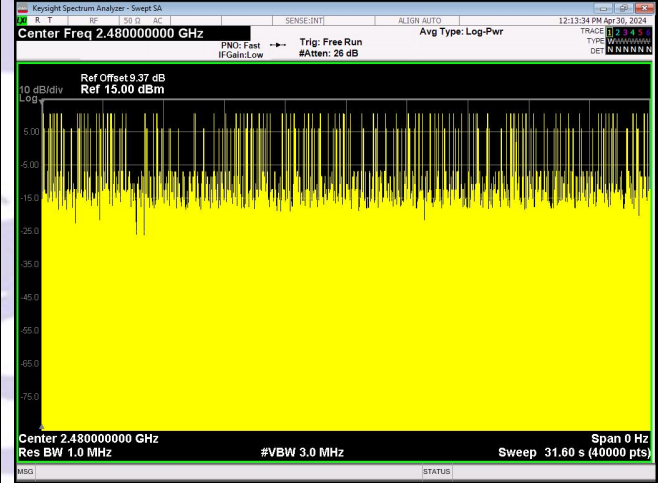 Keysight Spectrum Analyzer - Swept SA
LXI R T RF 50 Ω AC SENSE:INT ALIGN AUTO 12:13:34 PM Apr 30, 2024
Center Freq 2.480000000 GHz
PNO: Fast
IFGain:Low
Trig: Free Run
#Atten: 26 dB
Avg Type: Log-Pwr
TRACE 1 2 3 4 5 6
TYPE W
DET N N N N N N
Ref Offset 9.37 dB
10 dB/div Ref 15.00 dBm
Log
5.00
-5.00
-15.0
-25.0
-35.0
-45.0
-55.0
-65.0
-75.0
Center 2.480000000 GHz Span 0 Hz
Res BW 1.0 MHz #VBW 3.0 MHz Sweep 31.60 s (40000 pts)
MSG STATUS